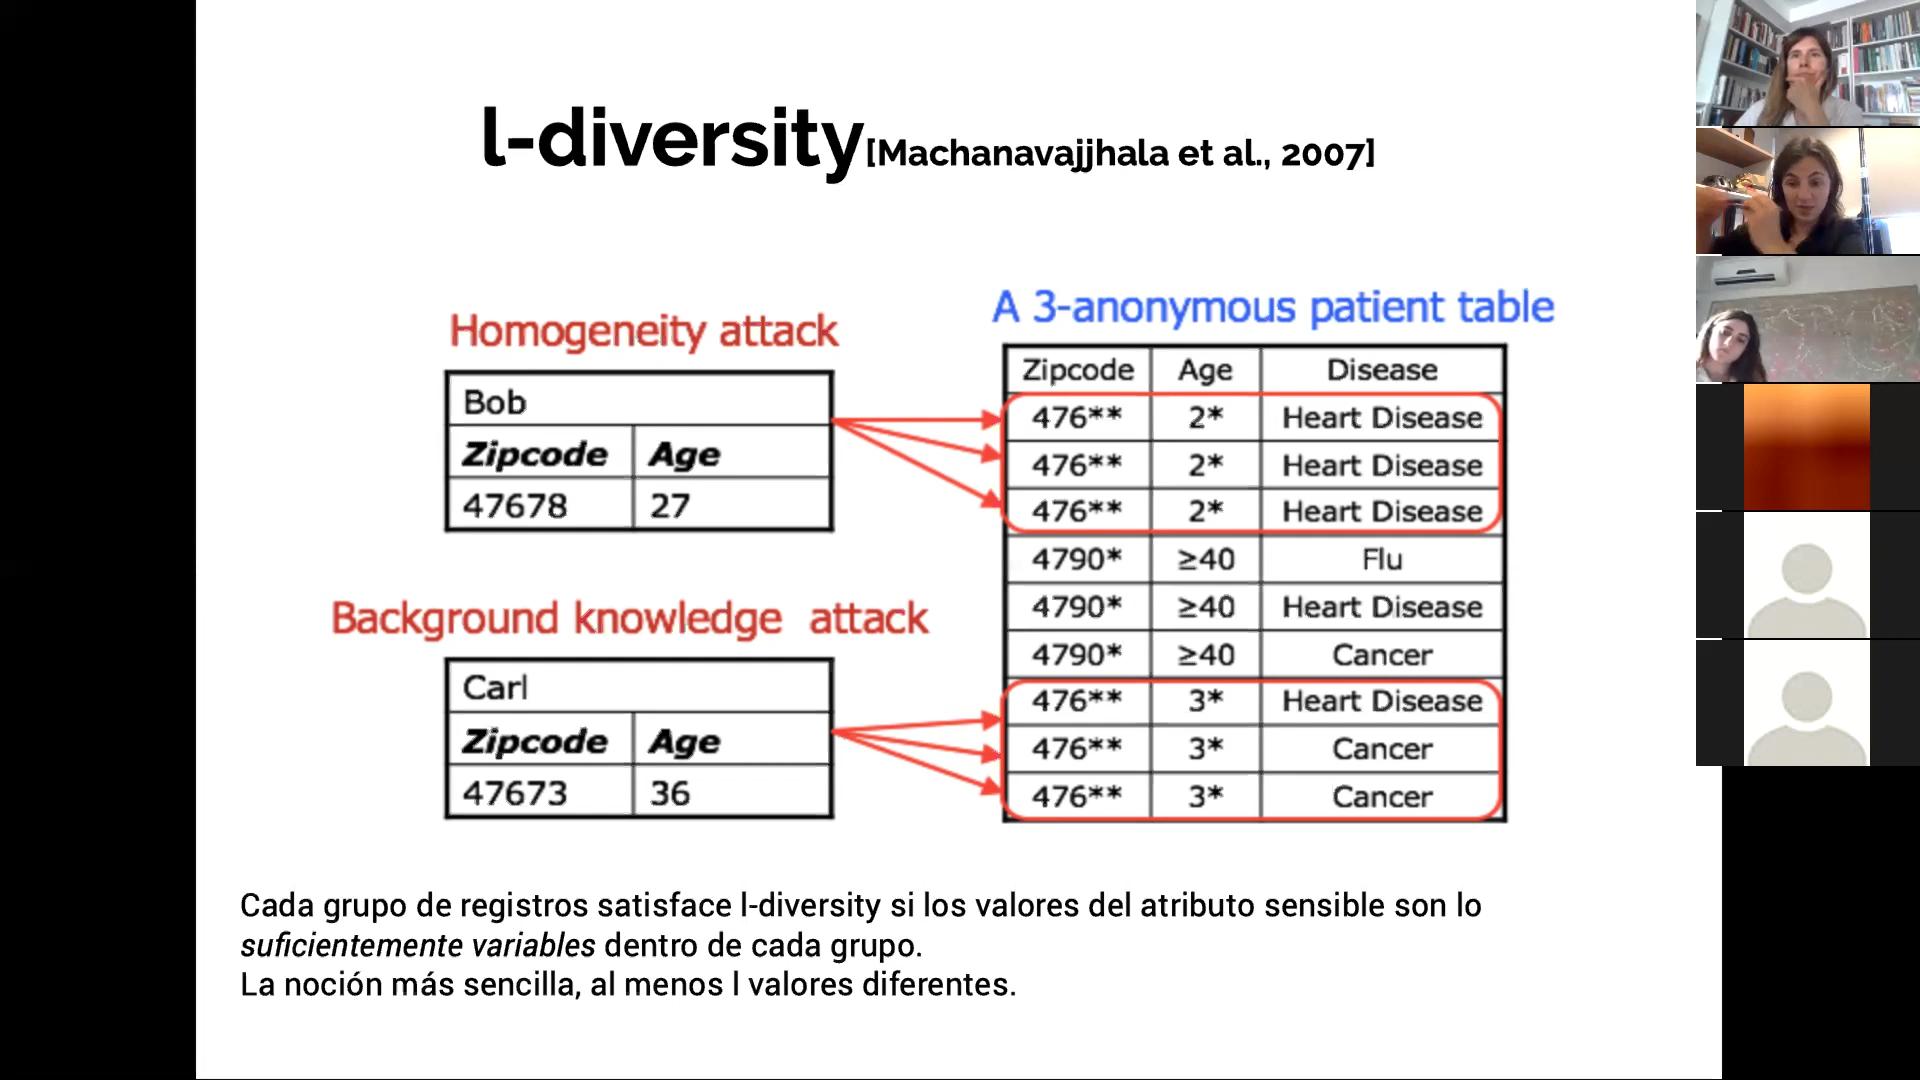 l-diversity[Machanavajjhala et al., 2007]
Homogeneity attack
Bob
Zipcode Age
47678 27
Background knowledge attack
Carl
Zipcode Age
47673 36
A 3-anonymous patient table
Zipcode Age Disease
476** 2* Heart Disease
476** 2* Heart Disease
476** 2* Heart Disease
4790* ≥40 Flu
4790* ≥40 Heart Disease
4790* ≥40 Cancer
476** 3* Heart Disease
476** 3* Cancer
476** 3* Cancer
Cada grupo de registros satisface l-diversity si los valores del atributo sensible son lo
suficientemente variables dentro de cada grupo.
La noción más sencilla, al menos l valores diferentes.